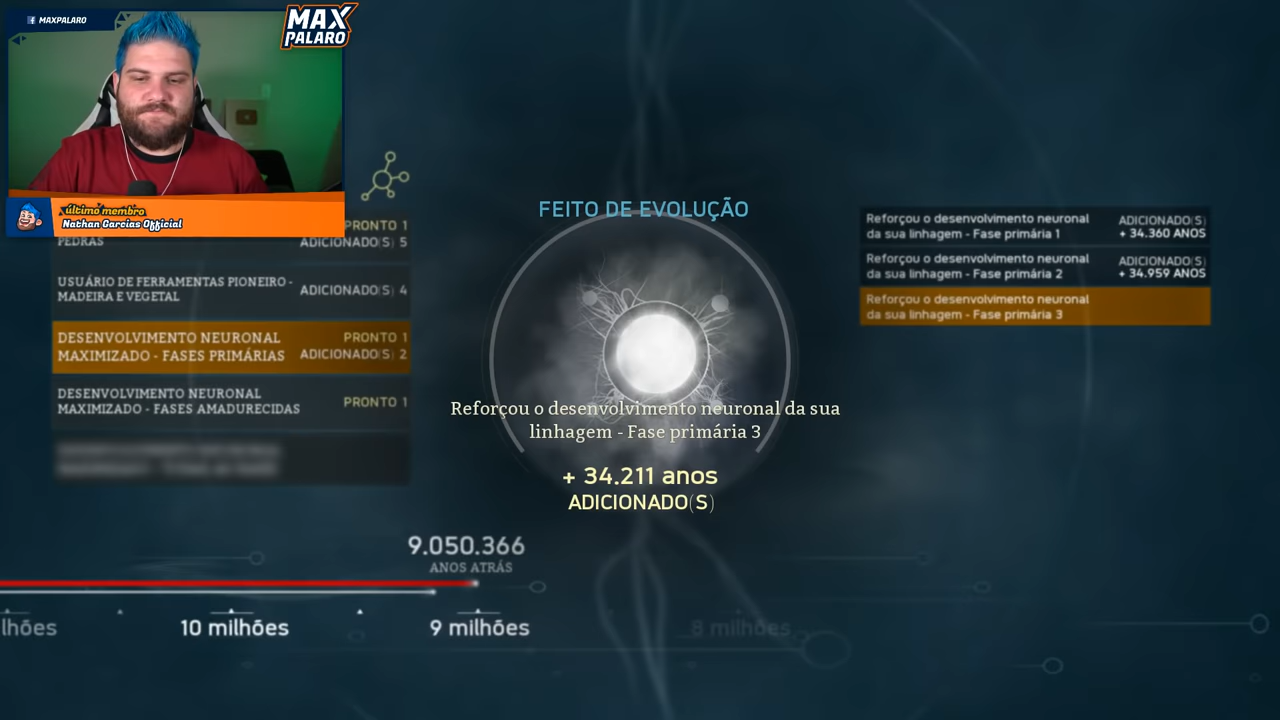 MAXPALARO
MAX
PALARO
último membro
Nathan Garcias Official
PRONTO 1
PEDRAS
ADICIONADO(S) 5
USUÁRIO DE FERRAMENTAS PIONEIRO -
MADEIRA E VEGETAL
ADICIONADO(S) 4
DESENVOLVIMENTO NEURONAL
MAXIMIZADO - FASES PRIMÁRIAS
PRONTO 1
ADICIONADO(S) 2
DESENVOLVIMENTO NEURONAL
MAXIMIZADO - FASES AMADURECIDAS
PRONTO 1
FEITO DE EVOLUÇÃO
Reforçou o desenvolvimento neuronal da sua
linhagem - Fase primária 3
+ 34.211 anos
ADICIONADO(S)
Reforçou o desenvolvimento neuronal
da sua linhagem - Fase primária 1
ADICIONADO(S)
+ 34.360 ANOS
Reforçou o desenvolvimento neuronal
da sua linhagem - Fase primária 2
ADICIONADO(S)
+ 34.959 ANOS
Reforçou o desenvolvimento neuronal
da sua linhagem - Fase primária 3
9.050.366
ANOS ATRÁS
lhões
10 milhões
9 milhões
8 milhões